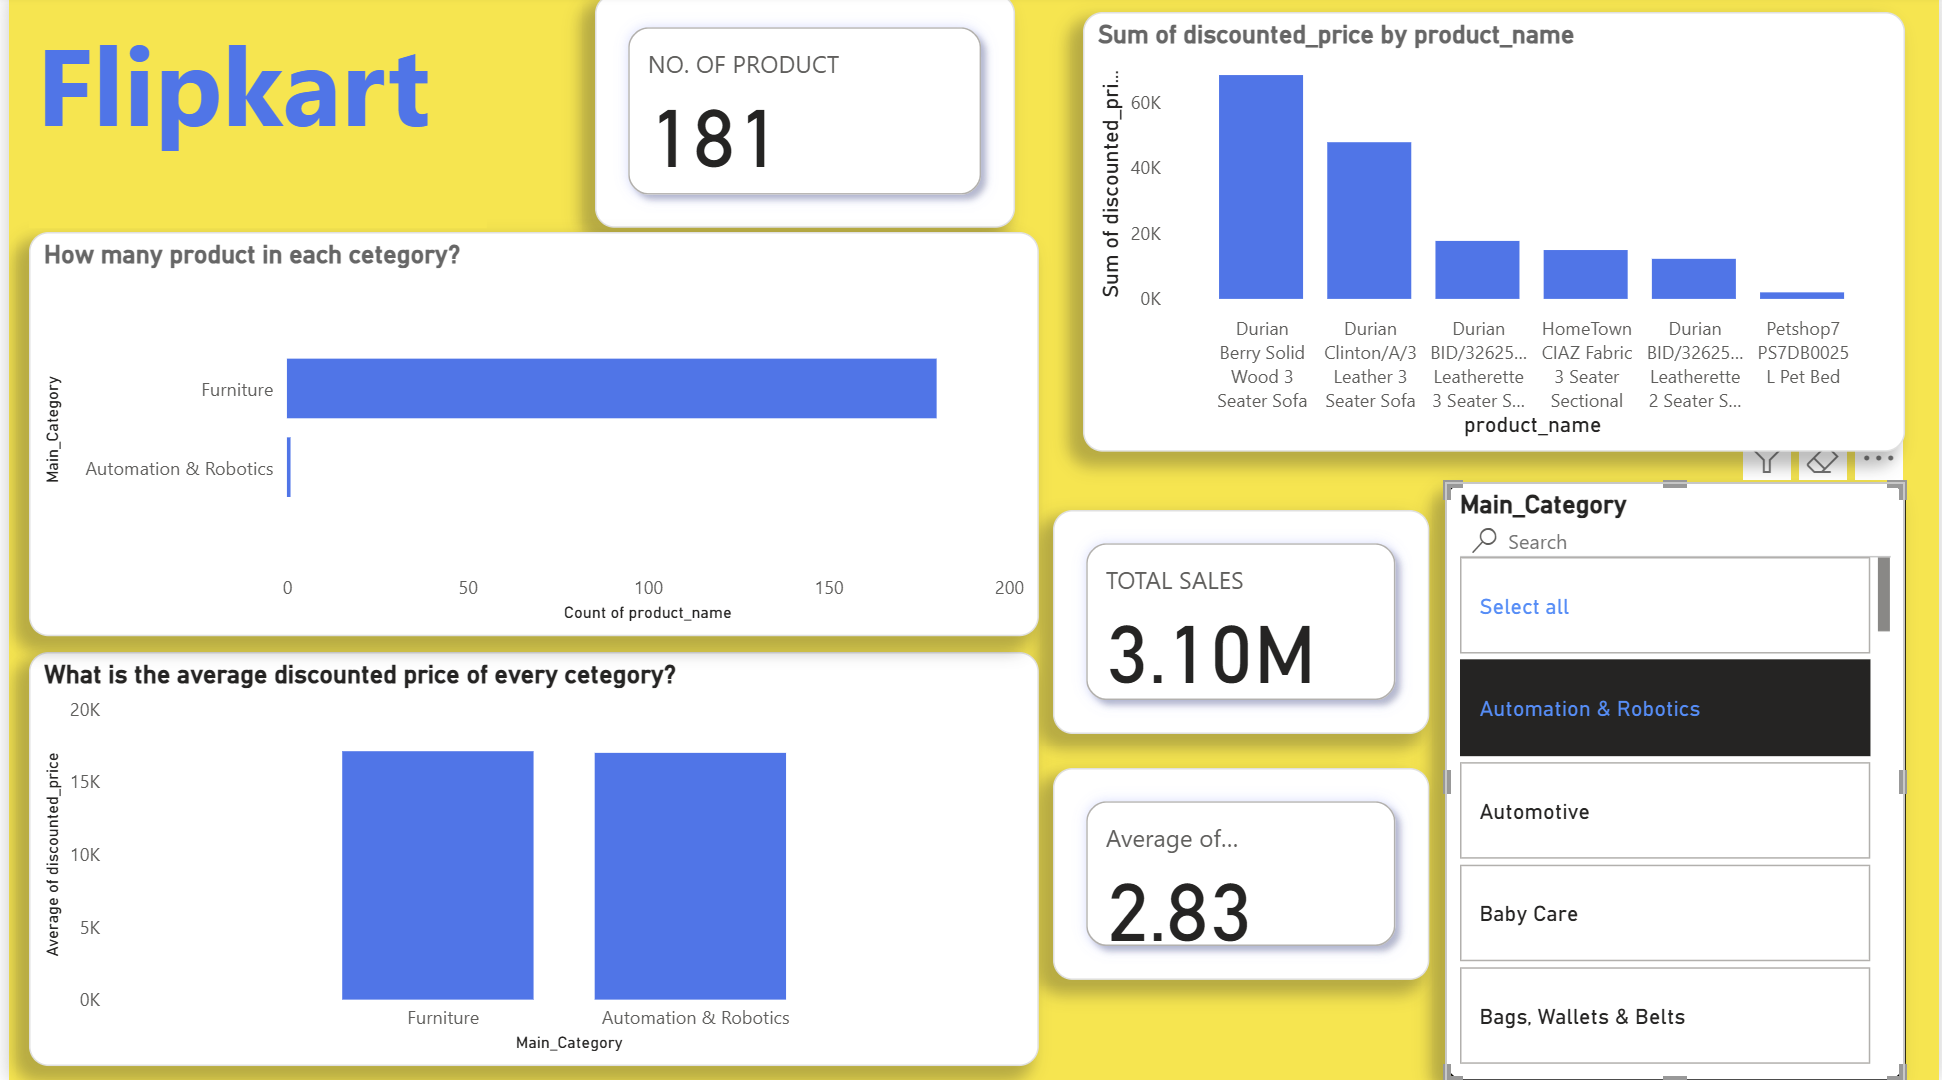 Flipkart
NO. OF PRODUCT
181
How many product in each cetegory?
Main_Category
Furniture
Automation & Robotics
0 50 100 150 200
Count of product_name
What is the average discounted price of every cetegory?
Average of discounted_price
20K
15K
10K
5K
0K
Furniture Automation & Robotics
Main_Category
Sum of discounted_price by product_name
Sum of discounted_pri...
60K
40K
20K
0K
Durian
Berry Solid
Wood 3
Seater Sofa
Durian
Clinton/A/3
Leather 3
Seater Sofa
Durian
BID/32625...
Leatherette
3 Seater S...
HomeTown
CIAZ Fabric
3 Seater
Sectional
Durian
BID/32625...
Leatherette
2 Seater S...
Petshop7
PS7DB0025
L Pet Bed
product_name
TOTAL SALES
3.10M
Average of...
2.83
Main_Category
Search
Select all
Automation & Robotics
Automotive
Baby Care
Bags, Wallets & Belts